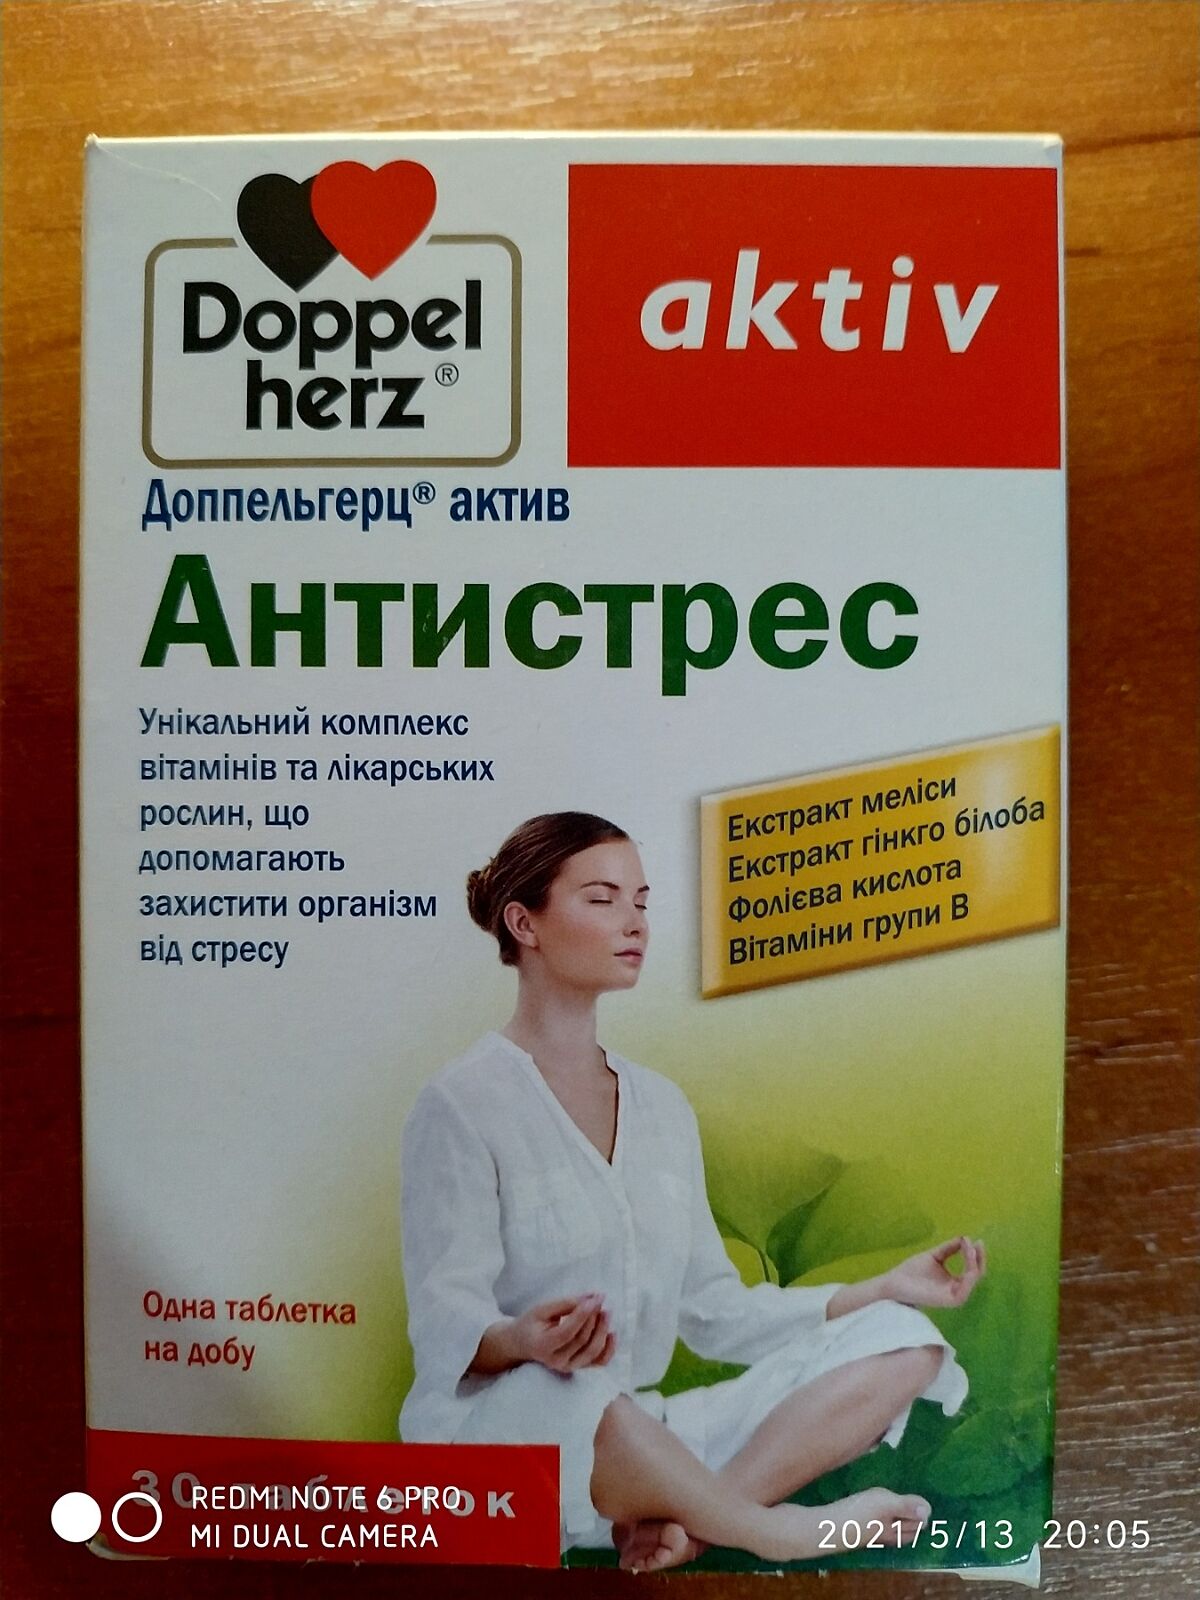 Doppel
herz®
aktiv
Доппельгерц® актив
Антистрес
Унікальний комплекс
вітамінів та лікарських
рослин, що
допомагають
захистити організм
від стресу
Екстракт меліси
Екстракт гінкго білоба
Фолієва кислота
Вітаміни групи В
Одна таблетка
на добу
30 таблеток
REDMI NOTE 6 PRO
MI DUAL CAMERA
2021/5/13 20:05